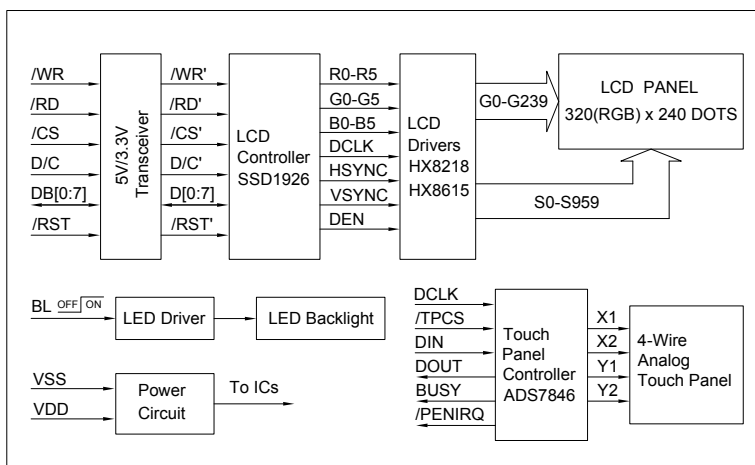 /WR
/RD
/CS
D/C
DB[0:7]
/RST
5V/3.3V
Transceiver
/WR'
/RD'
/CS'
D/C'
D[0:7]
/RST'
LCD
Controller
SSD1926
R0-R5
G0-G5
B0-B5
DCLK
HSYNC
VSYNC
DEN
LCD
Drivers
HX8218
HX8615
G0-G239
S0-S959
LCD PANEL
320(RGB) x 240 DOTS
BL OFF ON
LED Driver
LED Backlight
VSS
VDD
Power
Circuit
To ICs
DCLK
/TPCS
DIN
DOUT
BUSY
/PENIRQ
Touch
Panel
Controller
ADS7846
X1
X2
Y1
Y2
4-Wire
Analog
Touch Panel